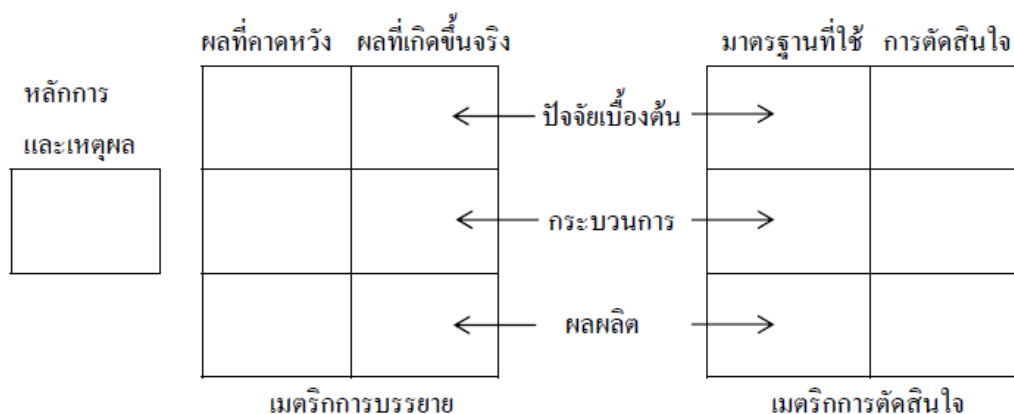 ผลที่คาดหวัง ผลที่เกิดขึ้นจริง
มาตรฐานที่ใช้ การตัดสินใจ
หลักการ
และเหตุผล
ปัจจัยเบื้องต้น
กระบวนการ
ผลผลิต
เมตริกการบรรยาย
เมตริกการตัดสินใจ